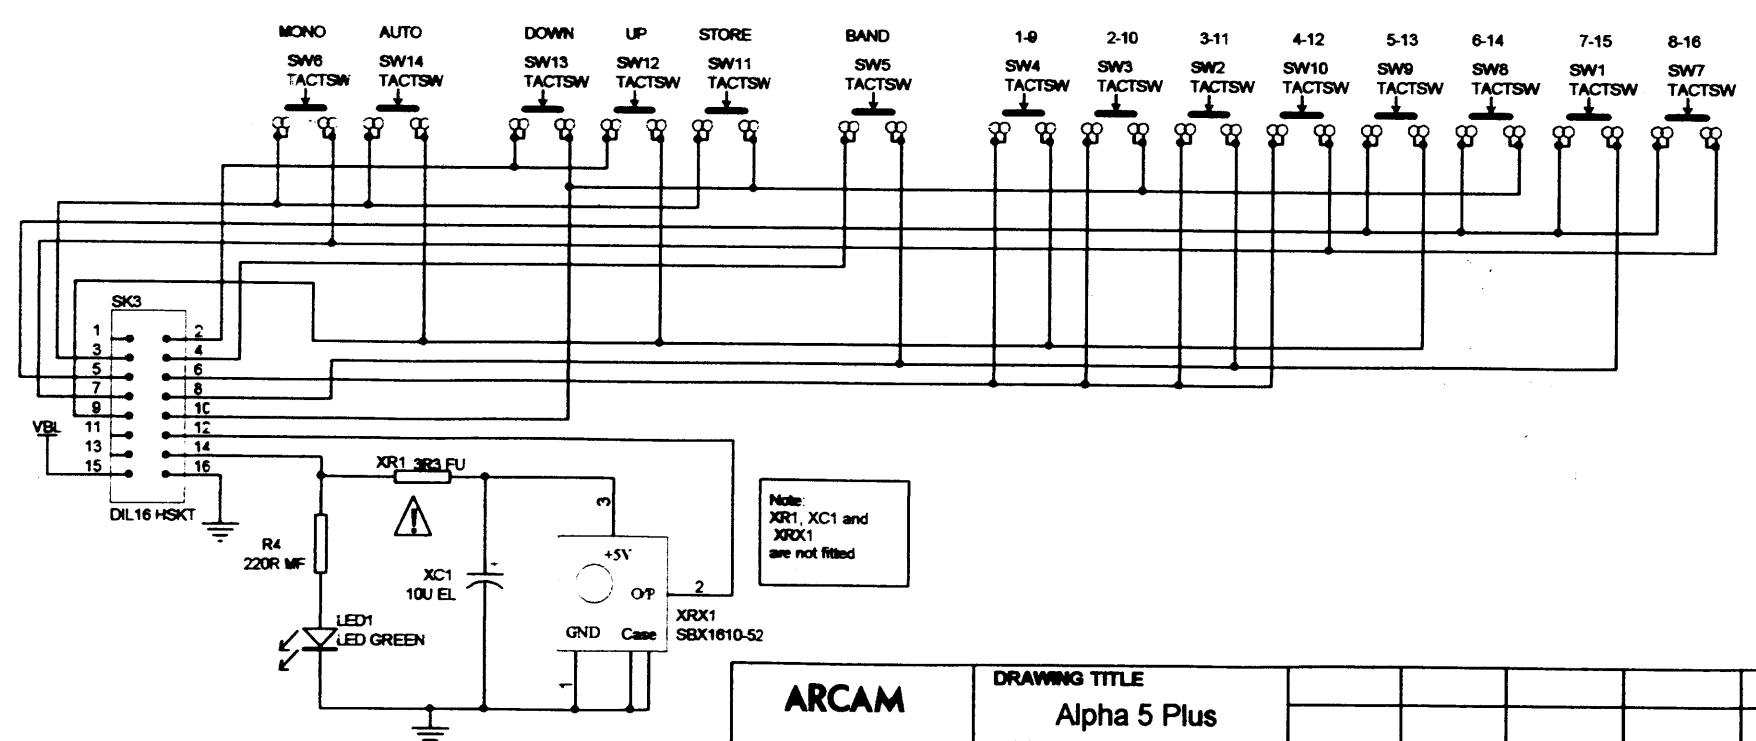 MONO AUTO DOWN UP STORE BAND 1-9 2-10 3-11 4-12 5-13 6-14 7-15 8-16
SW6 SW14 SW13 SW12 SW11 SW5 SW4 SW3 SW2 SW10 SW9 SW8 SW1 SW7
TACTSW TACTSW TACTSW TACTSW TACTSW TACTSW TACTSW TACTSW TACTSW TACTSW TACTSW TACTSW TACTSW TACTSW
SK3
1 2
3 4
5 6
7 8
9 10
VBL 11 12
13 14
15 16
DIL16 HSKT
XR1 3R3 FU
R4
220R MF
XC1
10U EL
+
LED1
LED GREEN
3
+5V
O/P 2
GND Case
1
XRX1
SBX1610-52
Note:
XR1, XC1 and
XRX1
are not fitted
ARCAM
DRAWING TITLE
Alpha 5 Plus